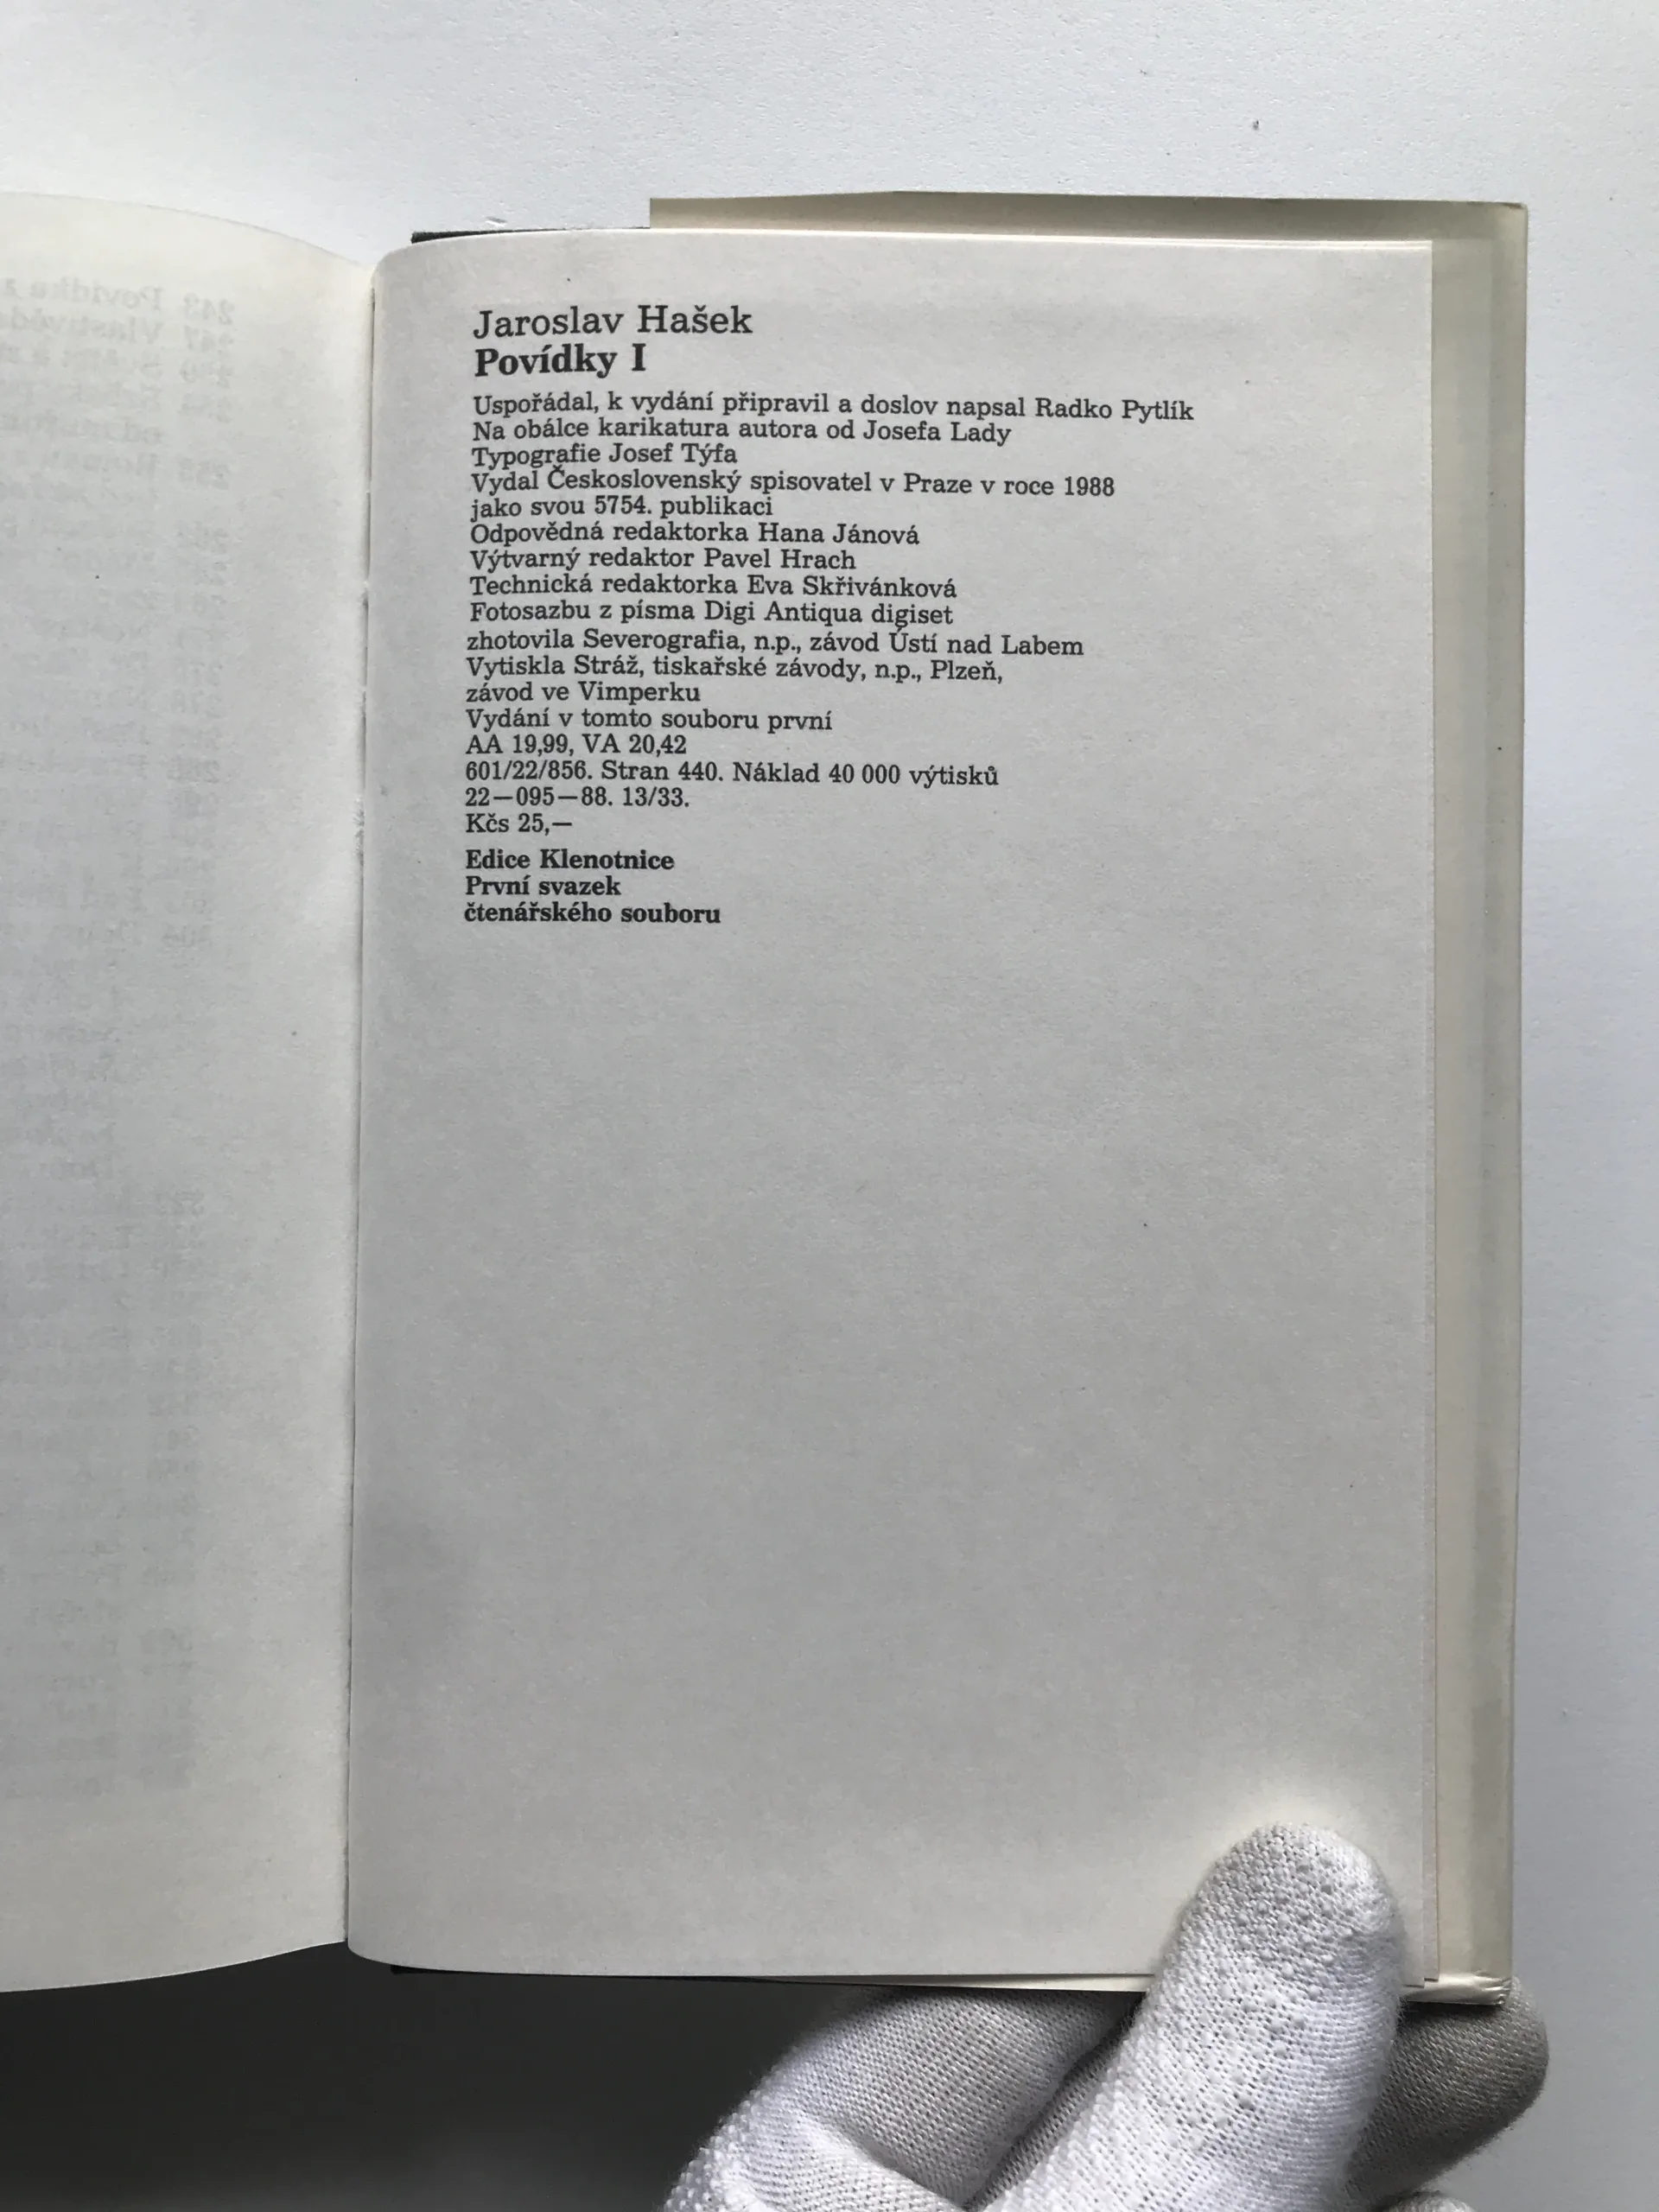 Jaroslav Hašek
Povídky I
Uspořádal, k vydání připravil a doslov napsal Radko Pytlík
Na obálce karikatura autora od Josefa Lady
Typografie Josef Týfa
Vydal Československý spisovatel v Praze v roce 1988
jako svou 5754. publikaci
Odpovědná redaktorka Hana Jánová
Výtvarný redaktor Pavel Hrach
Technická redaktorka Eva Skřivánková
Fotosazbu z písma Digi Antiqua digiset
zhotovila Severografia, n.p., závod Ústí nad Labem
Vytiskla Stráž, tiskařské závody, n.p., Plzeň,
závod ve Vimperku
Vydání v tomto souboru první
AA 19,99, VA 20,42
601/22/856. Stran 440. Náklad 40 000 výtisků
22—095—88. 13/33.
Kčs 25,—
Edice Klenotnice
První svazek
čtenářského souboru